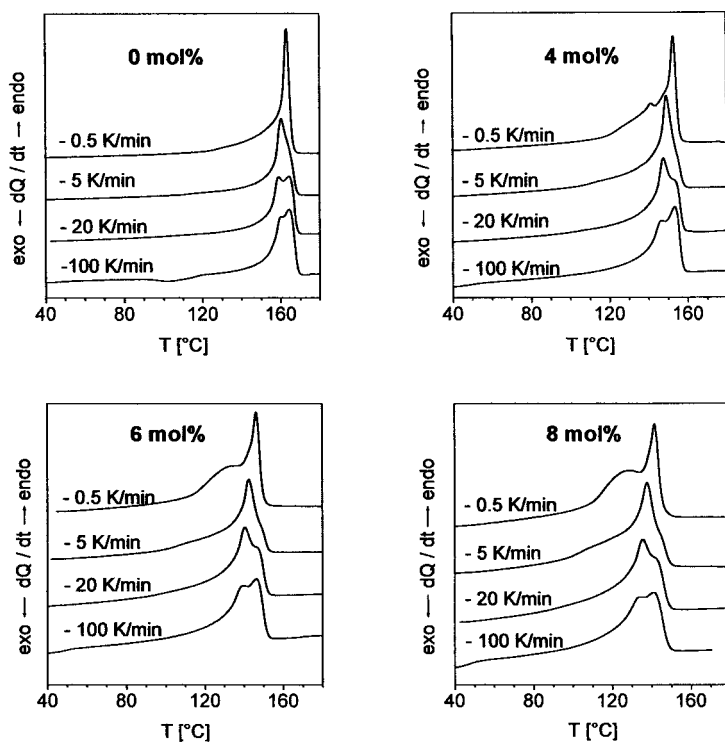 0 mol%
- 0.5 K/min
- 5 K/min
- 20 K/min
-100 K/min
exo ← dQ / dt → endo
40 80 120 160
T [°C]
4 mol%
- 0.5 K/min
- 5 K/min
- 20 K/min
- 100 K/min
exo ← dQ / dt → endo
40 80 120 160
T [°C]
6 mol%
- 0.5 K/min
- 5 K/min
- 20 K/min
- 100 K/min
exo ← dQ / dt → endo
40 80 120 160
T [°C]
8 mol%
- 0.5 K/min
- 5 K/min
- 20 K/min
- 100 K/min
exo ← dQ / dt → endo
40 80 120 160
T [°C]